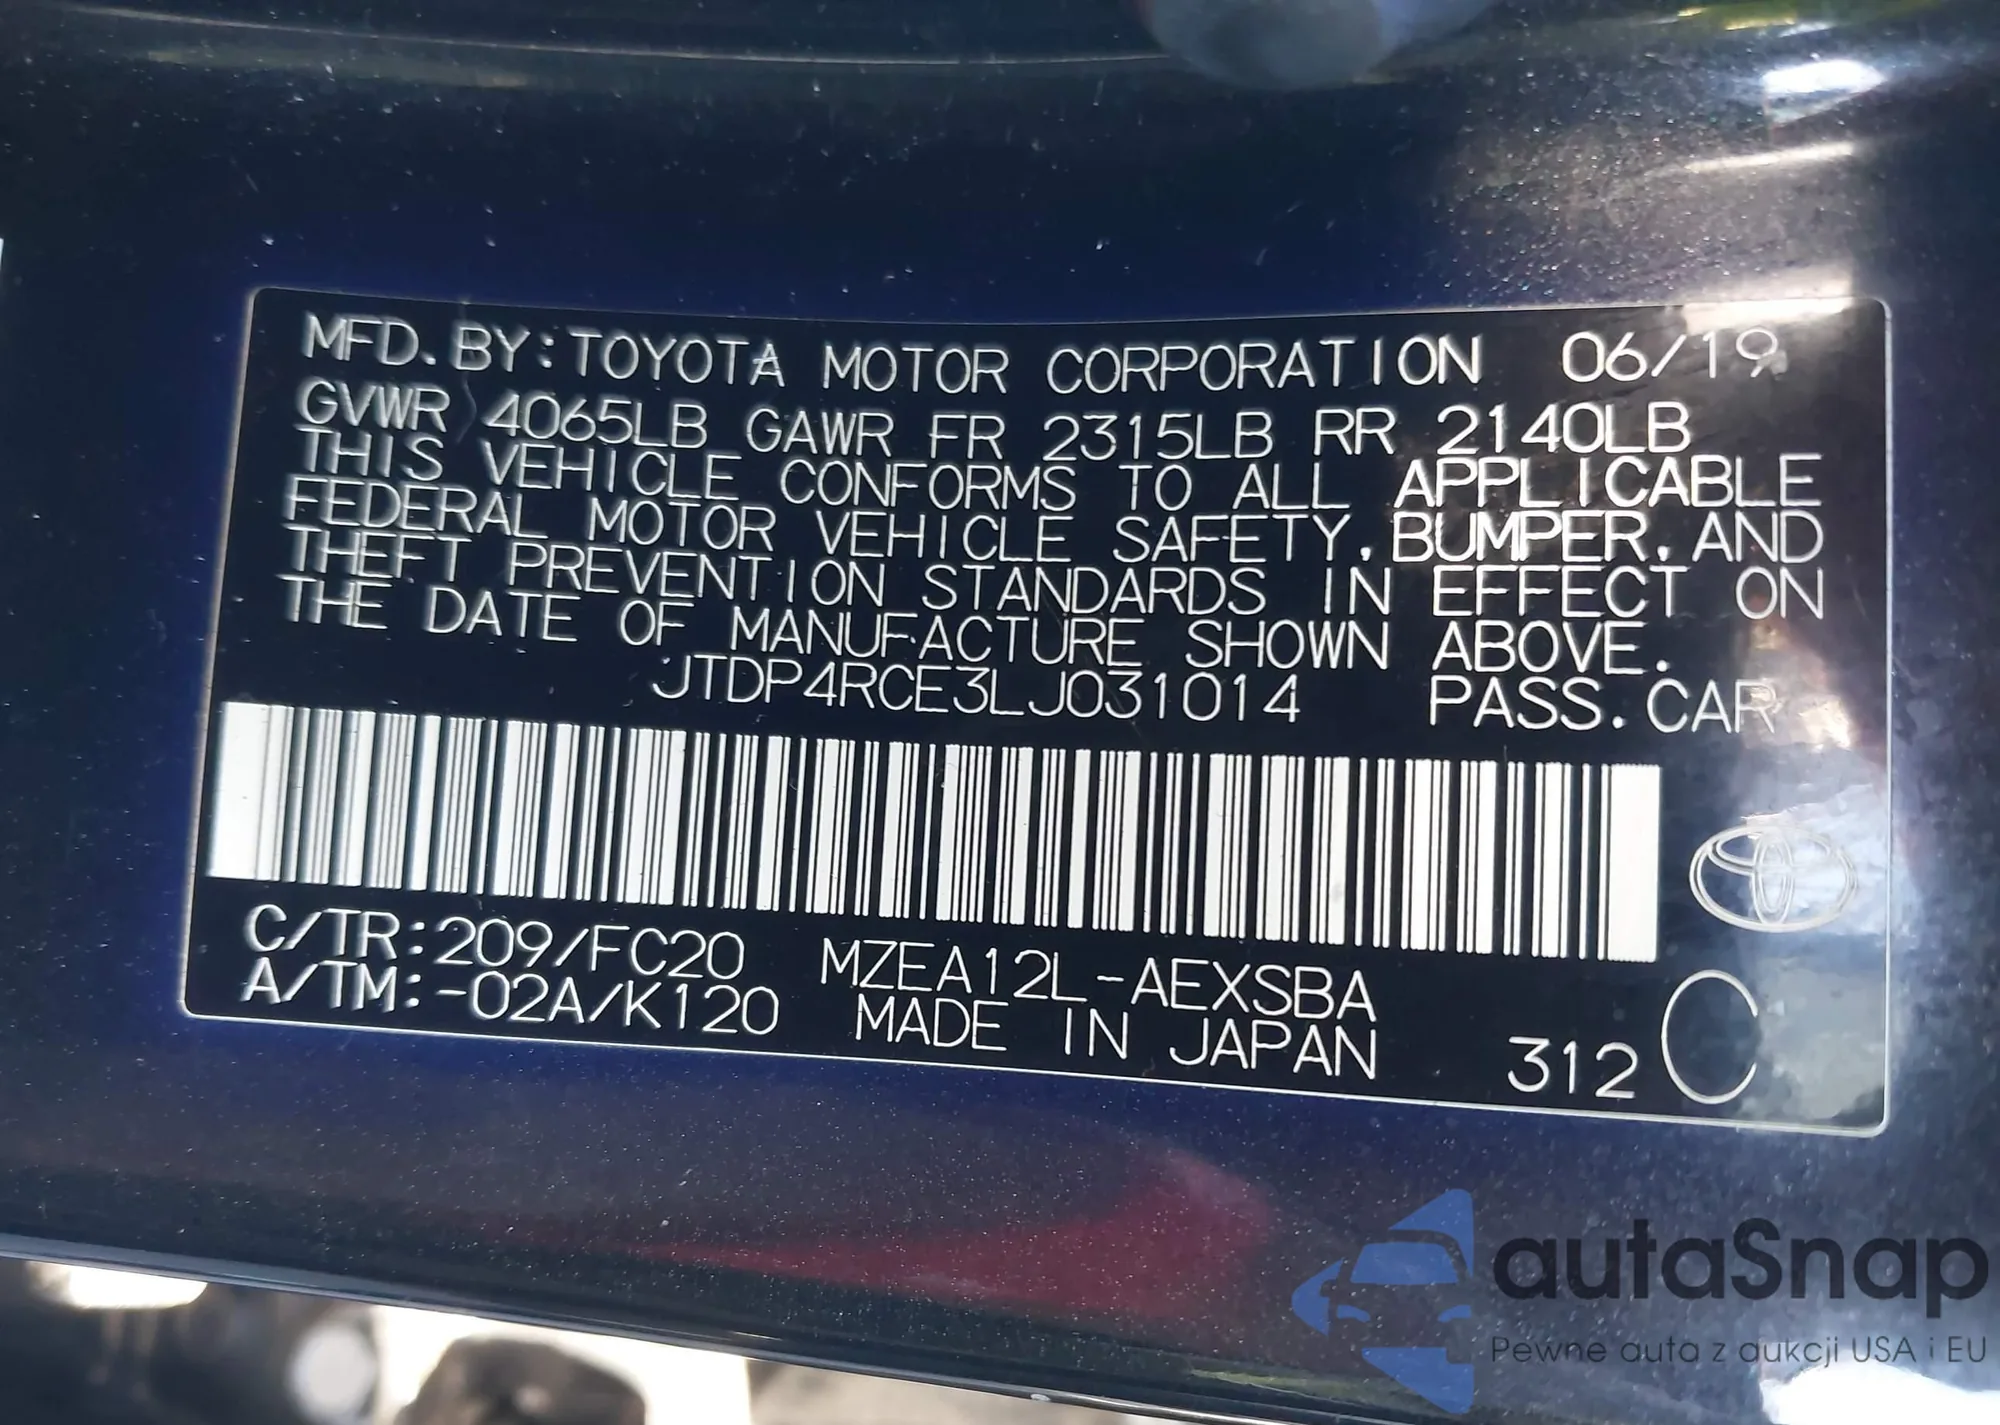 MFD. BY: TOYOTA MOTOR CORPORATION 06/19
GVWR 4065LB GAWR FR 2315LB RR 2140LB
THIS VEHICLE CONFORMS TO ALL APPLICABLE
FEDERAL MOTOR VEHICLE SAFETY, BUMPER, AND
THEFT PREVENTION STANDARDS IN EFFECT ON
THE DATE OF MANUFACTURE SHOWN ABOVE.
JTDP4RCE3LJ031014 PASS. CAR
C/TR: 209/FC20 MZEA12L-AEXSBA
A/TM: -02A/K120 MADE IN JAPAN 312 C
autaSnap
Pewne auta z aukcji USA i EU